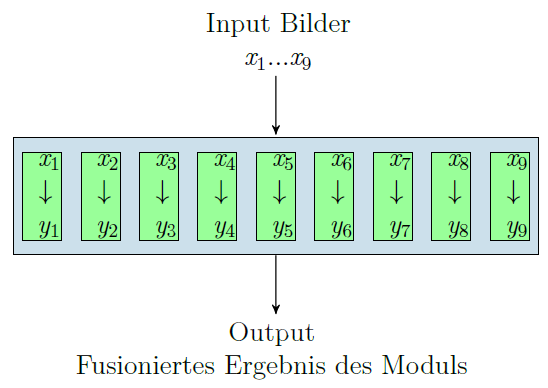 Input Bilder
x₁...x₉
x₁ x₂ x₃ x₄ x₅ x₆ x₇ x₈ x₉
↓ ↓ ↓ ↓ ↓ ↓ ↓ ↓ ↓
y₁ y₂ y₃ y₄ y₅ y₆ y₇ y₈ y₉
Output
Fusioniertes Ergebnis des Moduls